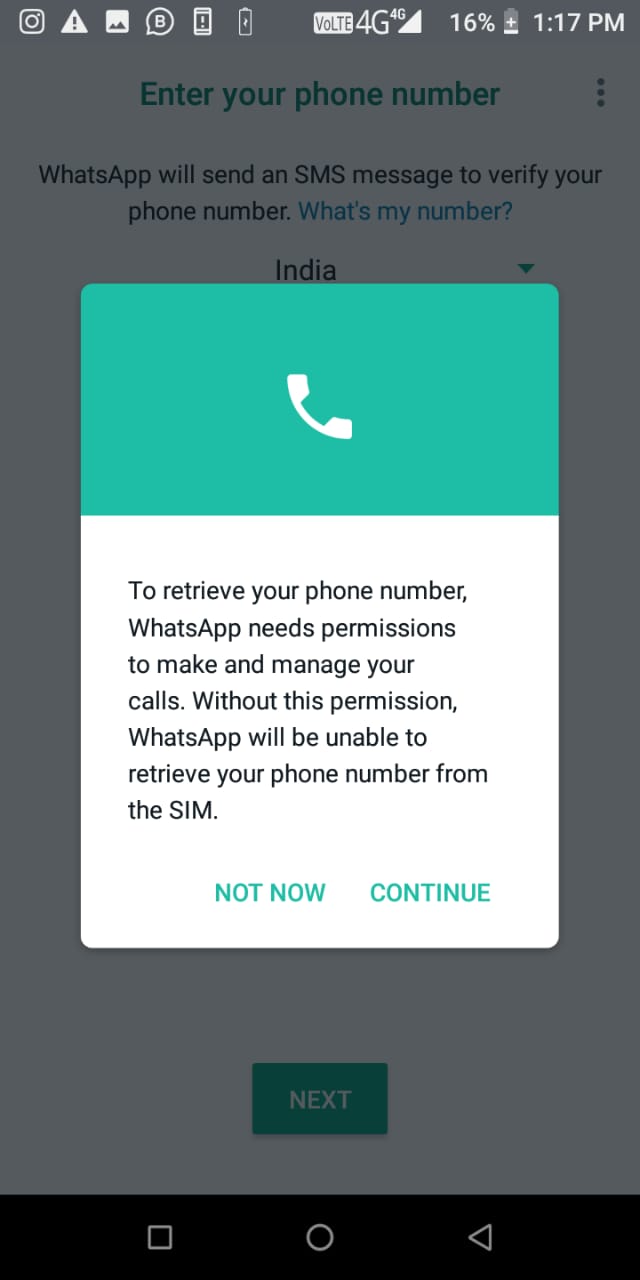 VoLTE 4G 4G 16% 1:17 PM
Enter your phone number
WhatsApp will send an SMS message to verify your
phone number. What's my number?
India
To retrieve your phone number,
WhatsApp needs permissions
to make and manage your
calls. Without this permission,
WhatsApp will be unable to
retrieve your phone number from
the SIM.
NOT NOW CONTINUE
NEXT